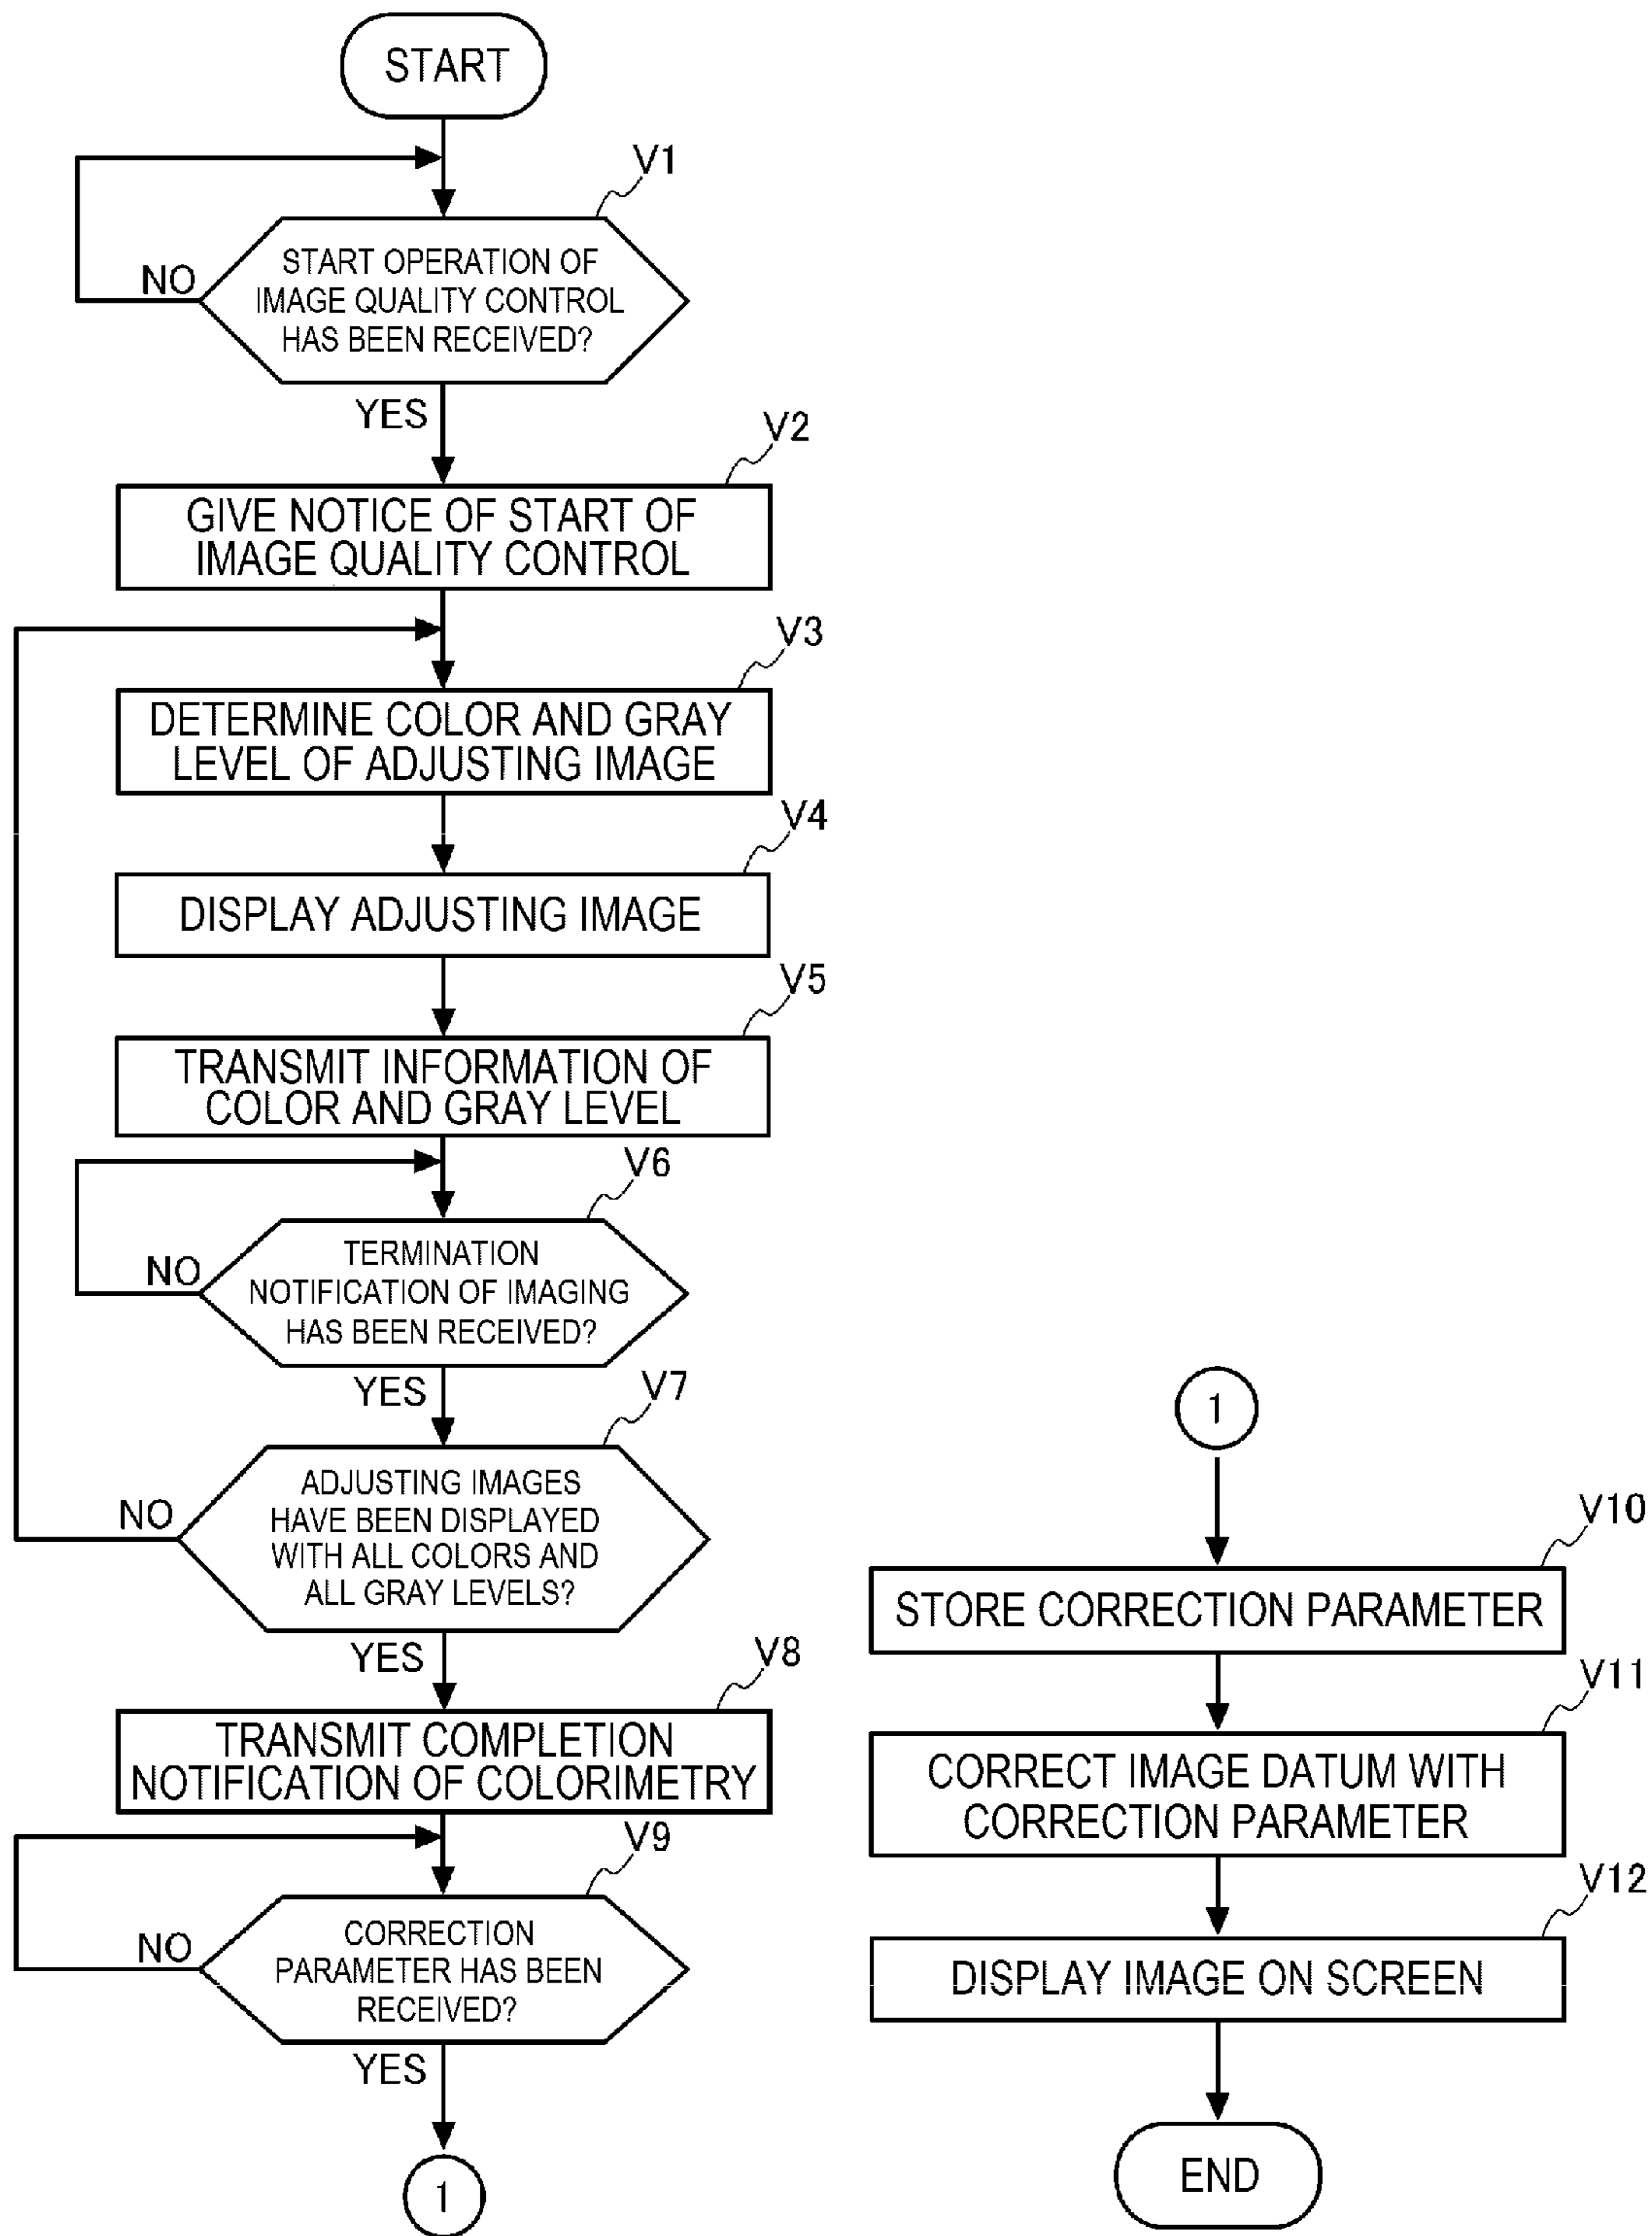 START
V1
START OPERATION OF
IMAGE QUALITY CONTROL
HAS BEEN RECEIVED?
NO
YES
V2
GIVE NOTICE OF START OF
IMAGE QUALITY CONTROL
V3
DETERMINE COLOR AND GRAY
LEVEL OF ADJUSTING IMAGE
V4
DISPLAY ADJUSTING IMAGE
V5
TRANSMIT INFORMATION OF
COLOR AND GRAY LEVEL
V6
TERMINATION
NOTIFICATION OF IMAGING
HAS BEEN RECEIVED?
NO
YES
V7
ADJUSTING IMAGES
HAVE BEEN DISPLAYED
WITH ALL COLORS AND
ALL GRAY LEVELS?
NO
YES
V8
TRANSMIT COMPLETION
NOTIFICATION OF COLORIMETRY
V9
CORRECTION
PARAMETER HAS BEEN
RECEIVED?
NO
YES
1
1
V10
STORE CORRECTION PARAMETER
V11
CORRECT IMAGE DATUM WITH
CORRECTION PARAMETER
V12
DISPLAY IMAGE ON SCREEN
END